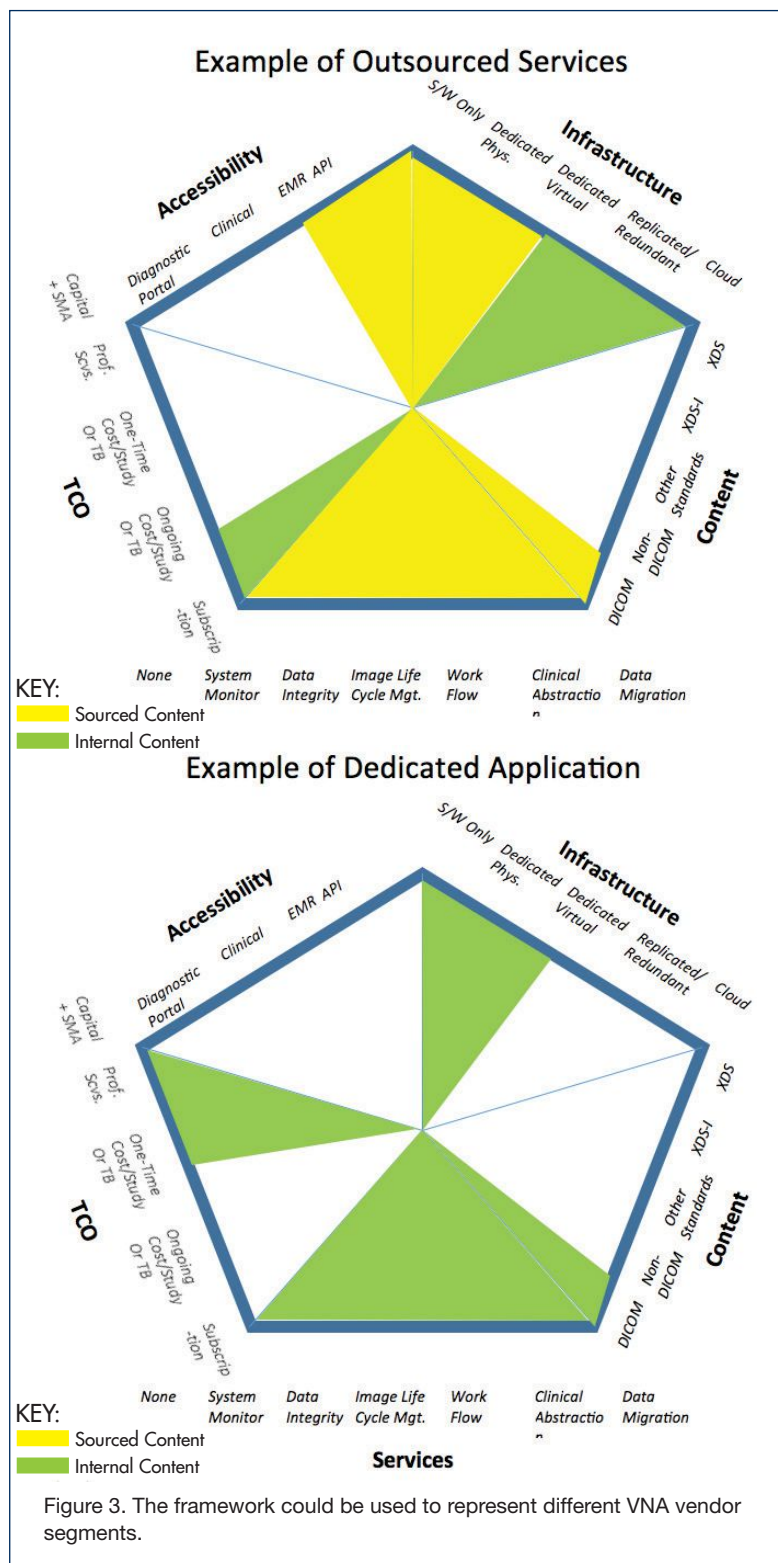 Example of Outsourced Services
Accessibility
Diagnostic
Portal
Clinical
EMR API
Infrastructure
S/W Only
Dedicated
Phys.
Dedicated
Virtual
Replicated/
Redundant
Cloud
XDS
XDS-I
Other
Standards
Non-
DICOM
DICOM
Content
Capital
+ SMA
Prof.
Scvs.
One-Time
Cost/Study
Or TB
Ongoing
Cost/Study
Or TB
Subscrip
-tion
TCO
None
System
Monitor
Data
Integrity
Image Life
Cycle Mgt.
Work
Flow
Clinical
Abstractio
n
Data
Migration
KEY:
Sourced Content
Internal Content
Example of Dedicated Application
Accessibility
Diagnostic
Portal
Clinical
EMR API
Infrastructure
S/W Only
Dedicated
Phys.
Dedicated
Virtual
Replicated/
Redundant
Cloud
XDS
XDS-I
Other
Standards
Non-
DICOM
DICOM
Content
Capital
+ SMA
Prof.
Scvs.
One-Time
Cost/Study
Or TB
Ongoing
Cost/Study
Or TB
Subscrip
-tion
TCO
None
System
Monitor
Data
Integrity
Image Life
Cycle Mgt.
Work
Flow
Clinical
Abstractio
n
Data
Migration
KEY:
Sourced Content
Internal Content
Services
Figure 3. The framework could be used to represent different VNA vendor
segments.